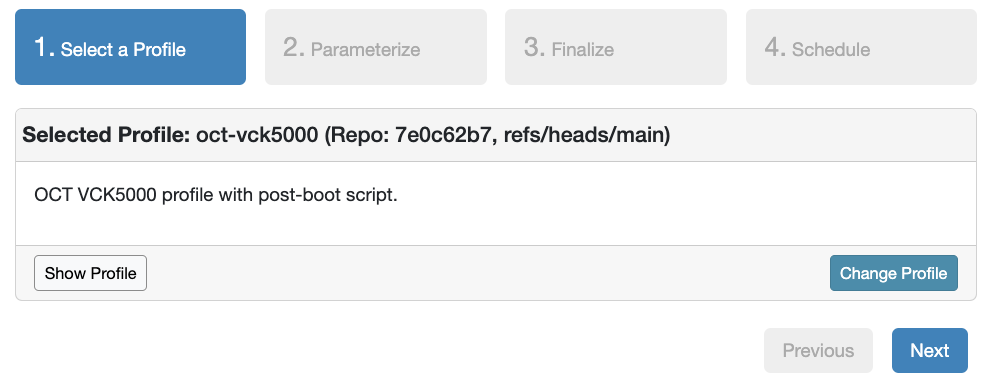 1. Select a Profile
2. Parameterize
3. Finalize
4. Schedule
Selected Profile: oct-vck5000 (Repo: 7e0c62b7, refs/heads/main)
OCT VCK5000 profile with post-boot script.
Show Profile
Change Profile
Previous
Next